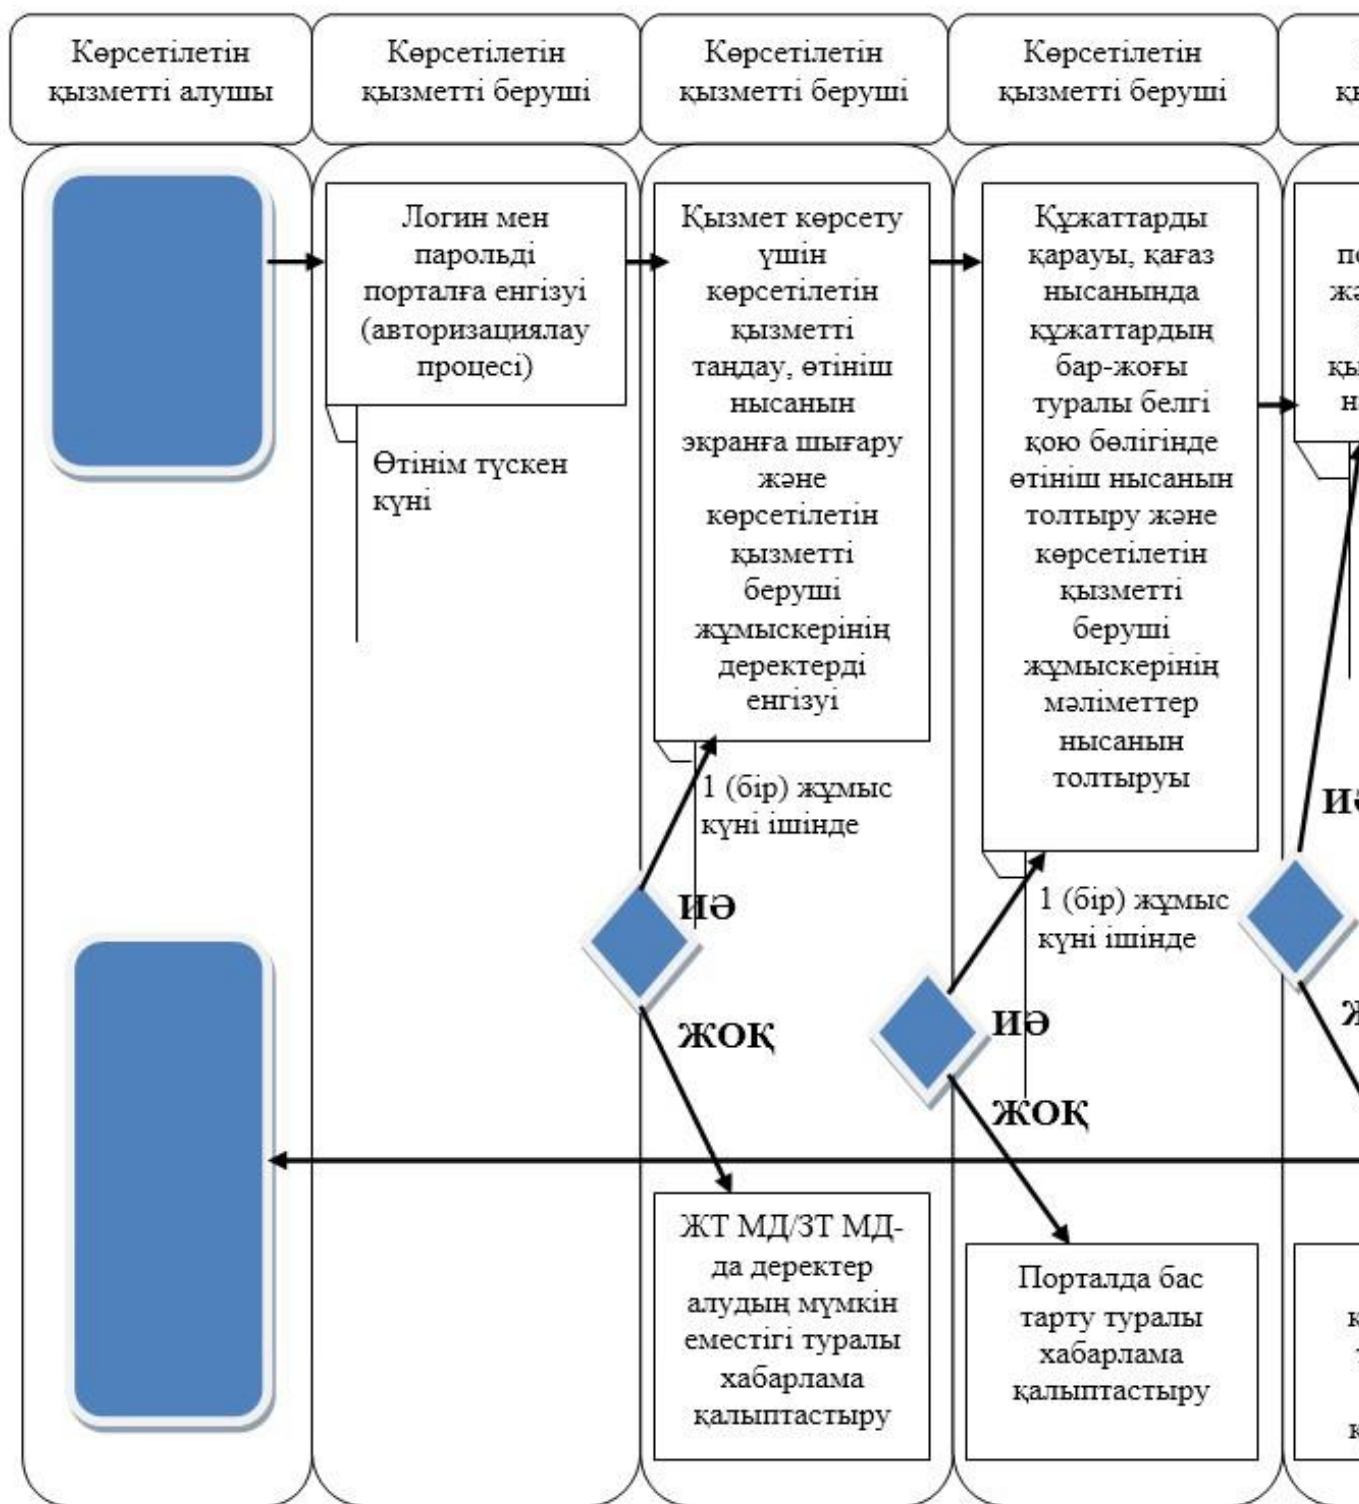 Көрсетілетін
қызметті алушы
Көрсетілетін
қызметті беруші
Көрсетілетін
қызметті беруші
Көрсетілетін
қызметті беруші
Логин мен
парольді
порталға енгізуі
(авторизациялау
процесі)
Өтінім түскен
күні
Қызмет көрсету
үшін
көрсетілетін
қызметті
таңдау, өтініш
нысанын
экранға шығару
және
көрсетілетін
қызметті
беруші
жұмыскерінің
деректерді
енгізуі
1 (бір) жұмыс
күні ішінде
ИӘ
ЖОҚ
ЖТ МД/ЗТ МД-
да деректер
алудың мүмкін
еместігі туралы
хабарлама
қалыптастыру
Құжаттарды
қарауы, қағаз
нысанында
құжаттардың
бар-жоғы
туралы белгі
қою бөлігінде
өтініш нысанын
толтыру және
көрсетілетін
қызметті
беруші
жұмыскерінің
мәліметтер
нысанын
толтыруы
1 (бір) жұмыс
күні ішінде
ИӘ
ЖОҚ
Порталда бас
тарту туралы
хабарлама
қалыптастыру